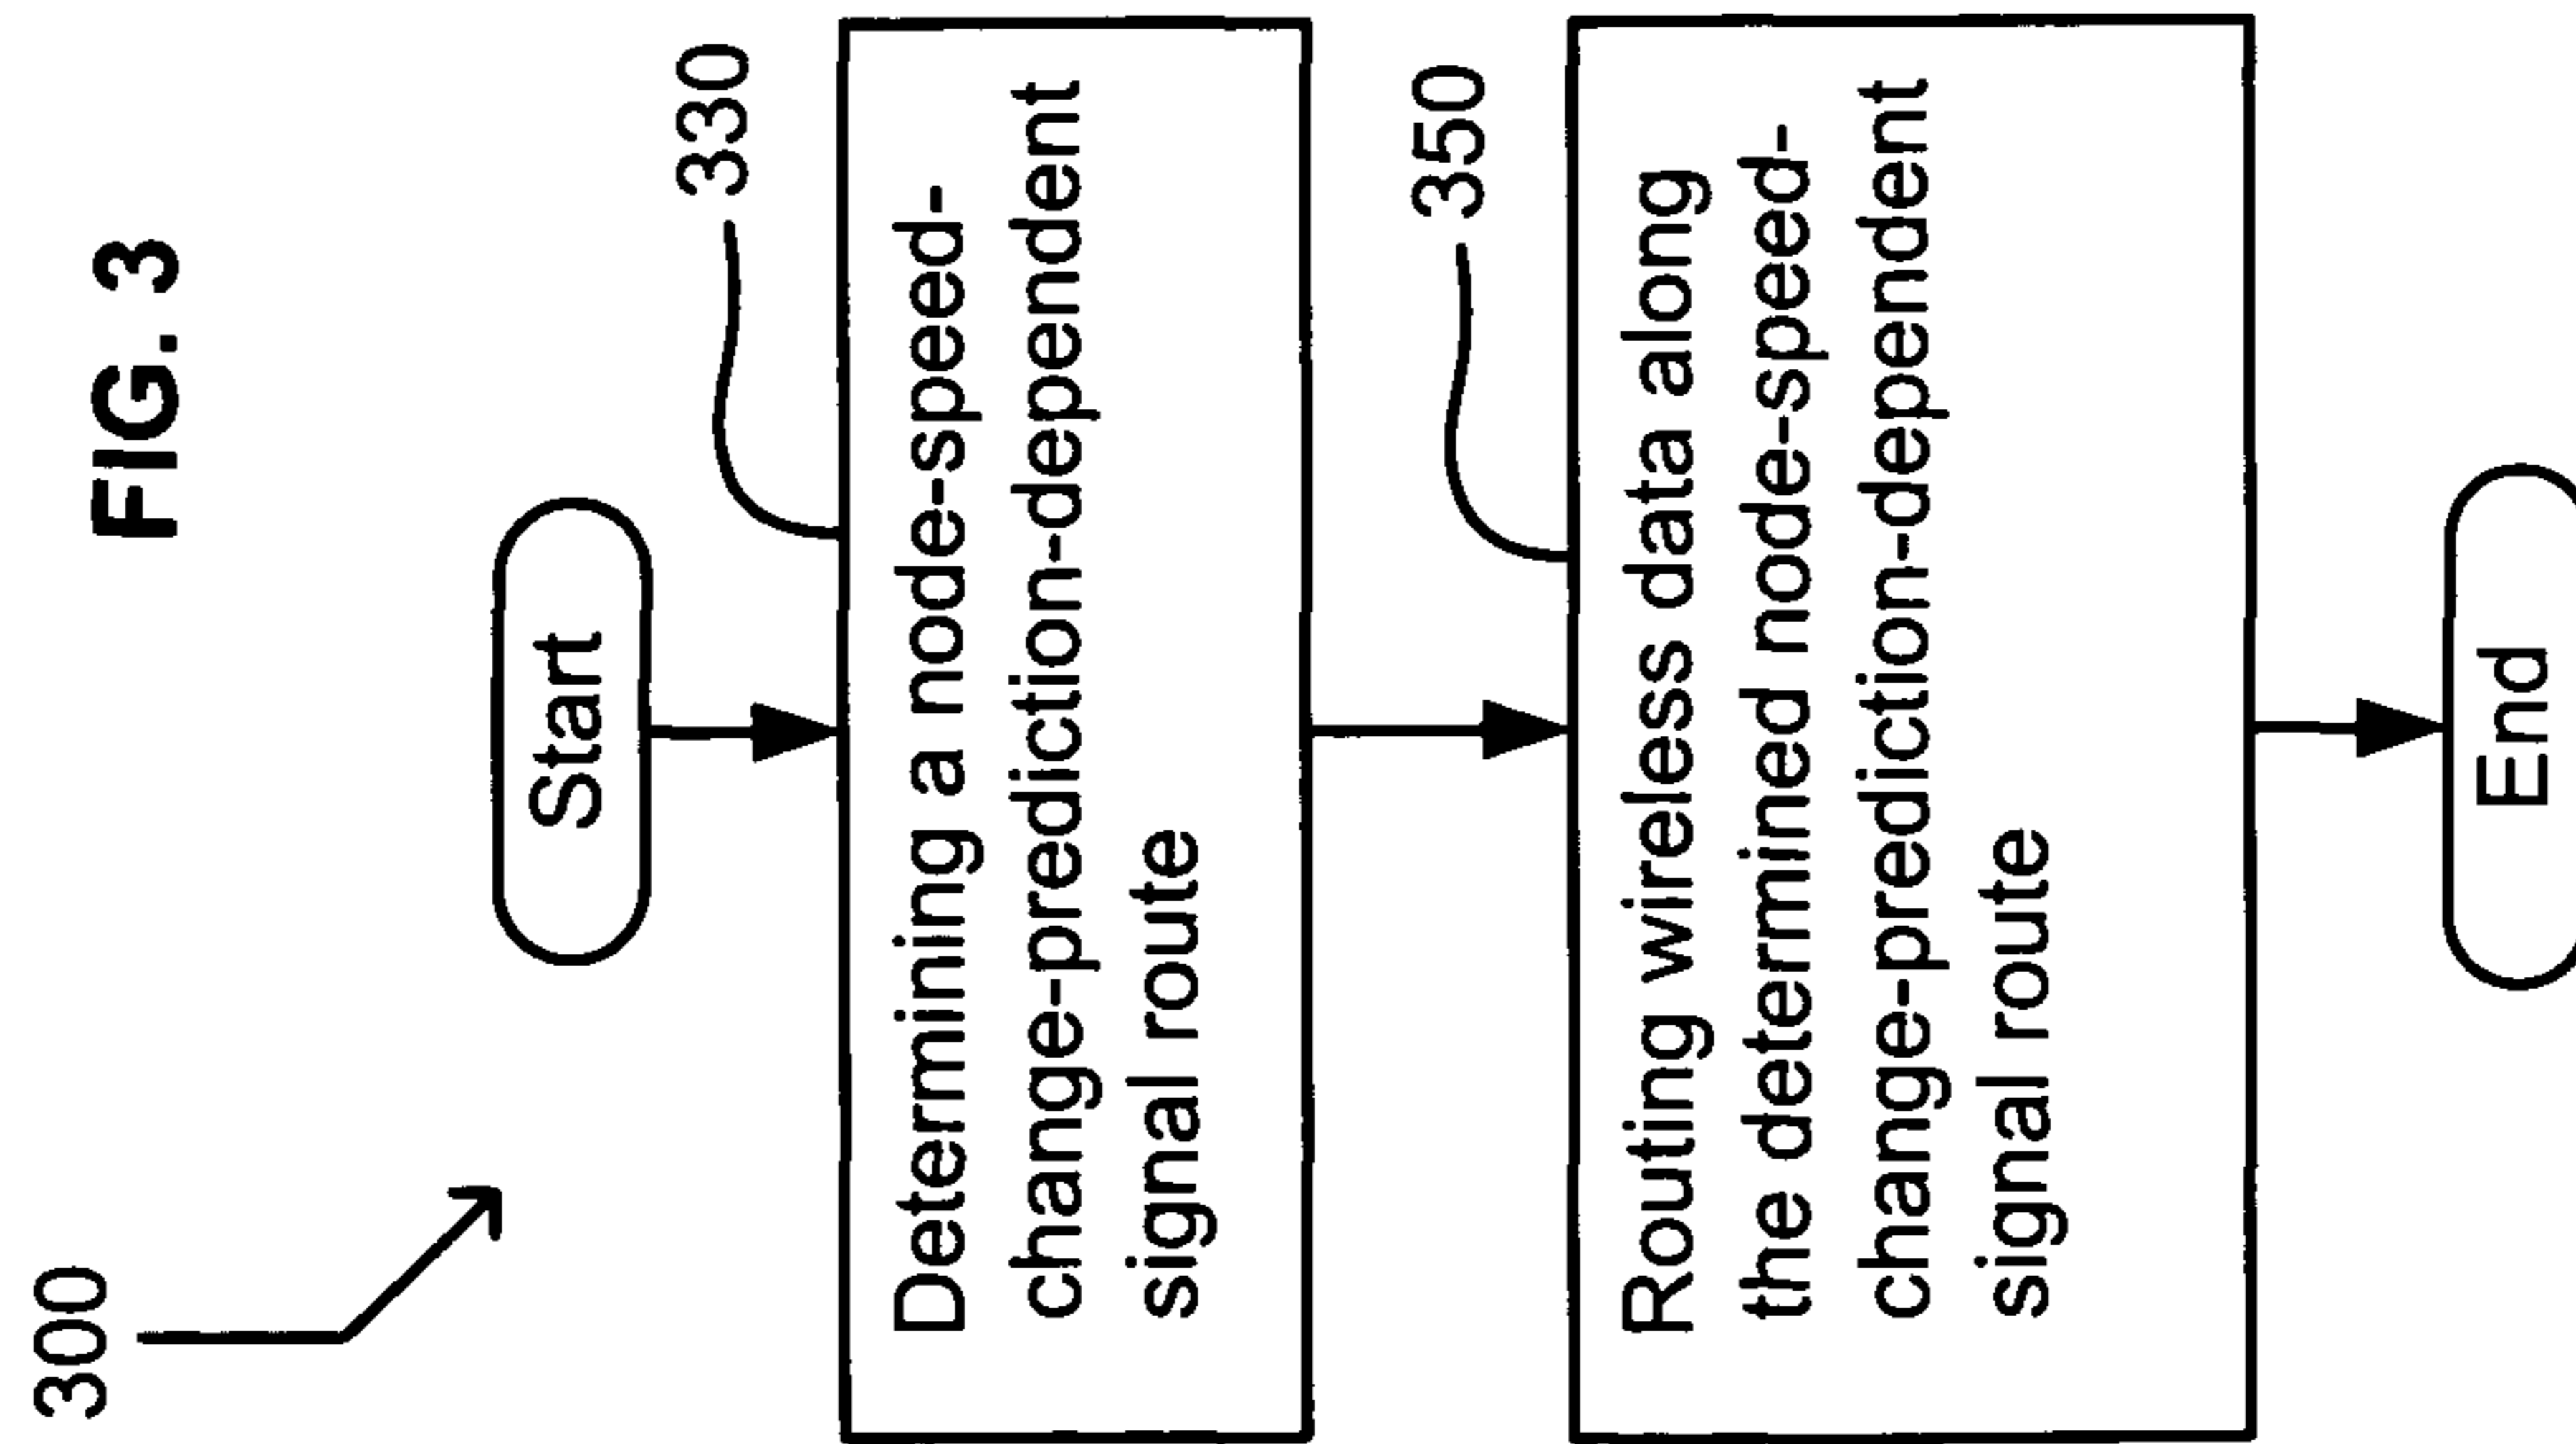 FIG. 3
300
Start
330
Determining a node-speed-
change-prediction-dependent
signal route
350
Routing wireless data along
the determined node-speed-
change-prediction-dependent
signal route
End